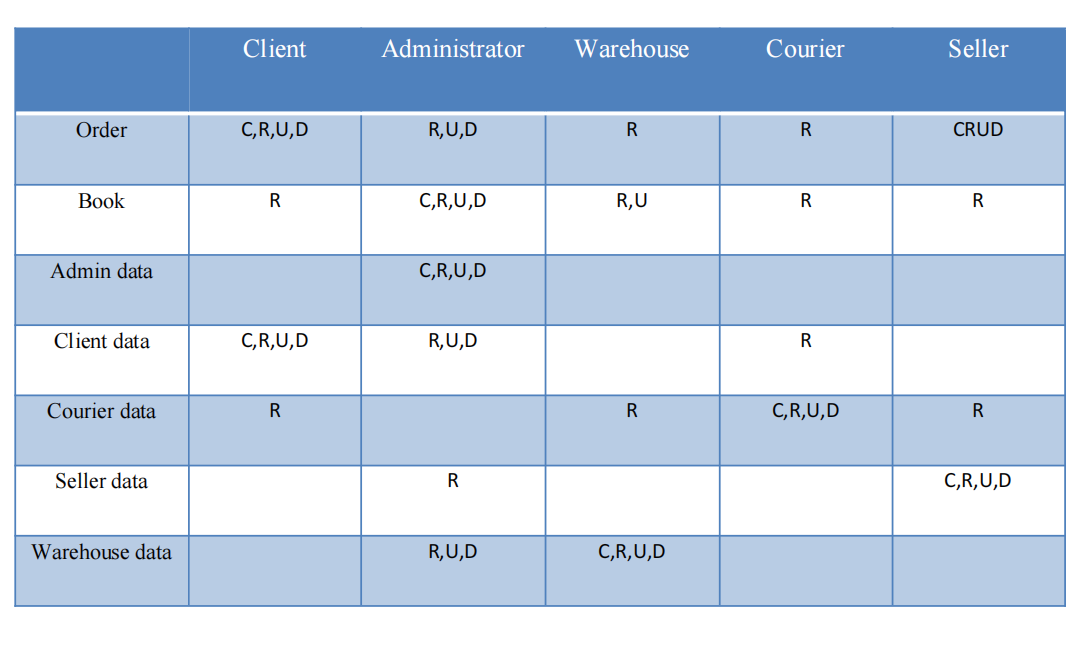 Client Administrator Warehouse Courier Seller
Order C,R,U,D R,U,D R R CRUD
Book R C,R,U,D R,U R R
Admin data C,R,U,D
Client data C,R,U,D R,U,D R
Courier data R R C,R,U,D R
Seller data R C,R,U,D
Warehouse data R,U,D C,R,U,D